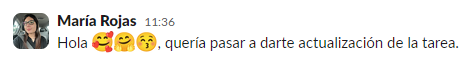 María Rojas 11:36
Hola 🥰🤗😚, quería pasar a darte actualización de la tarea.